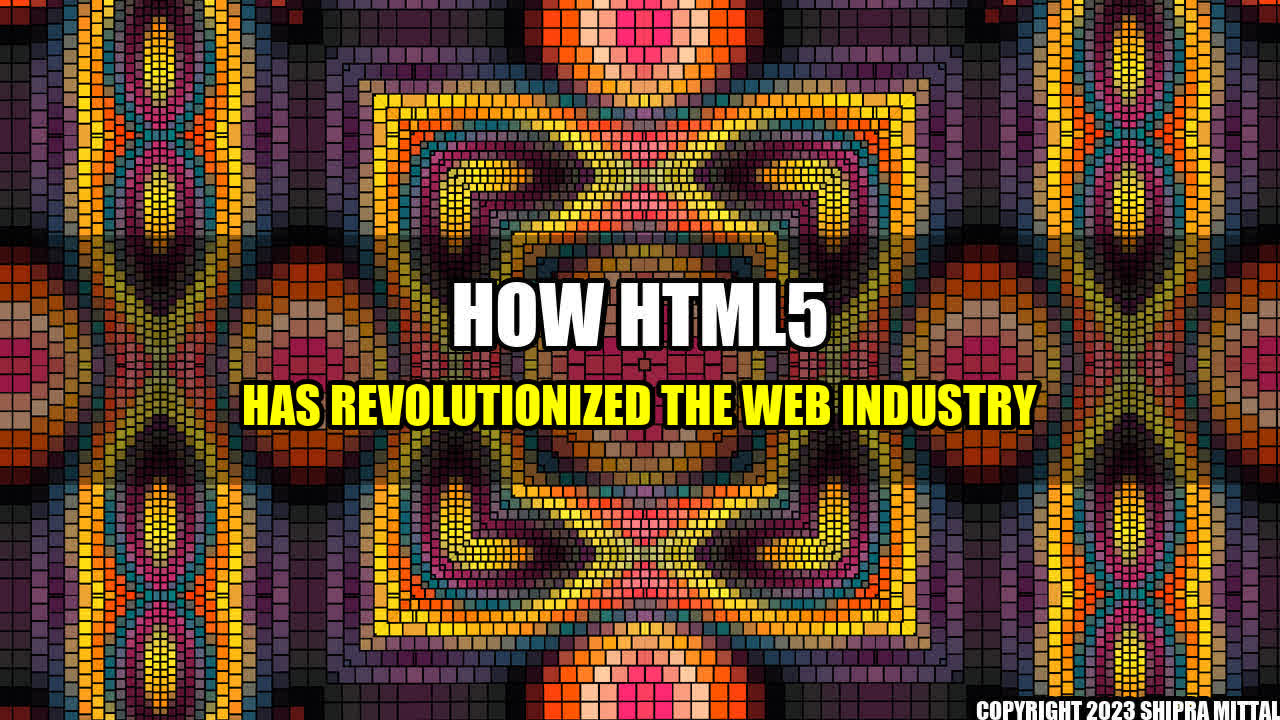 HOW HTML5
HAS REVOLUTIONIZED THE WEB INDUSTRY
COPYRIGHT 2023 SHIPRA MITTAL